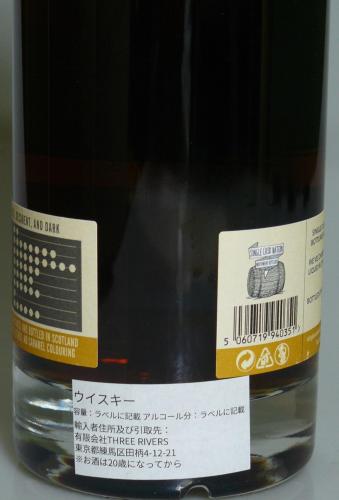 DECADENT, AND DARK
AND BOTTLED IN SCOTLAND
NO CARAMEL COLOURING
SINGLE CASK NATION
5 060719 940351
ウイスキー
容量：ラベルに記載 アルコール分：ラベルに記載
輸入者住所及び引取先：
有限会社THREE RIVERS
東京都練馬区田柄4-12-21
※お酒は20歳になってから